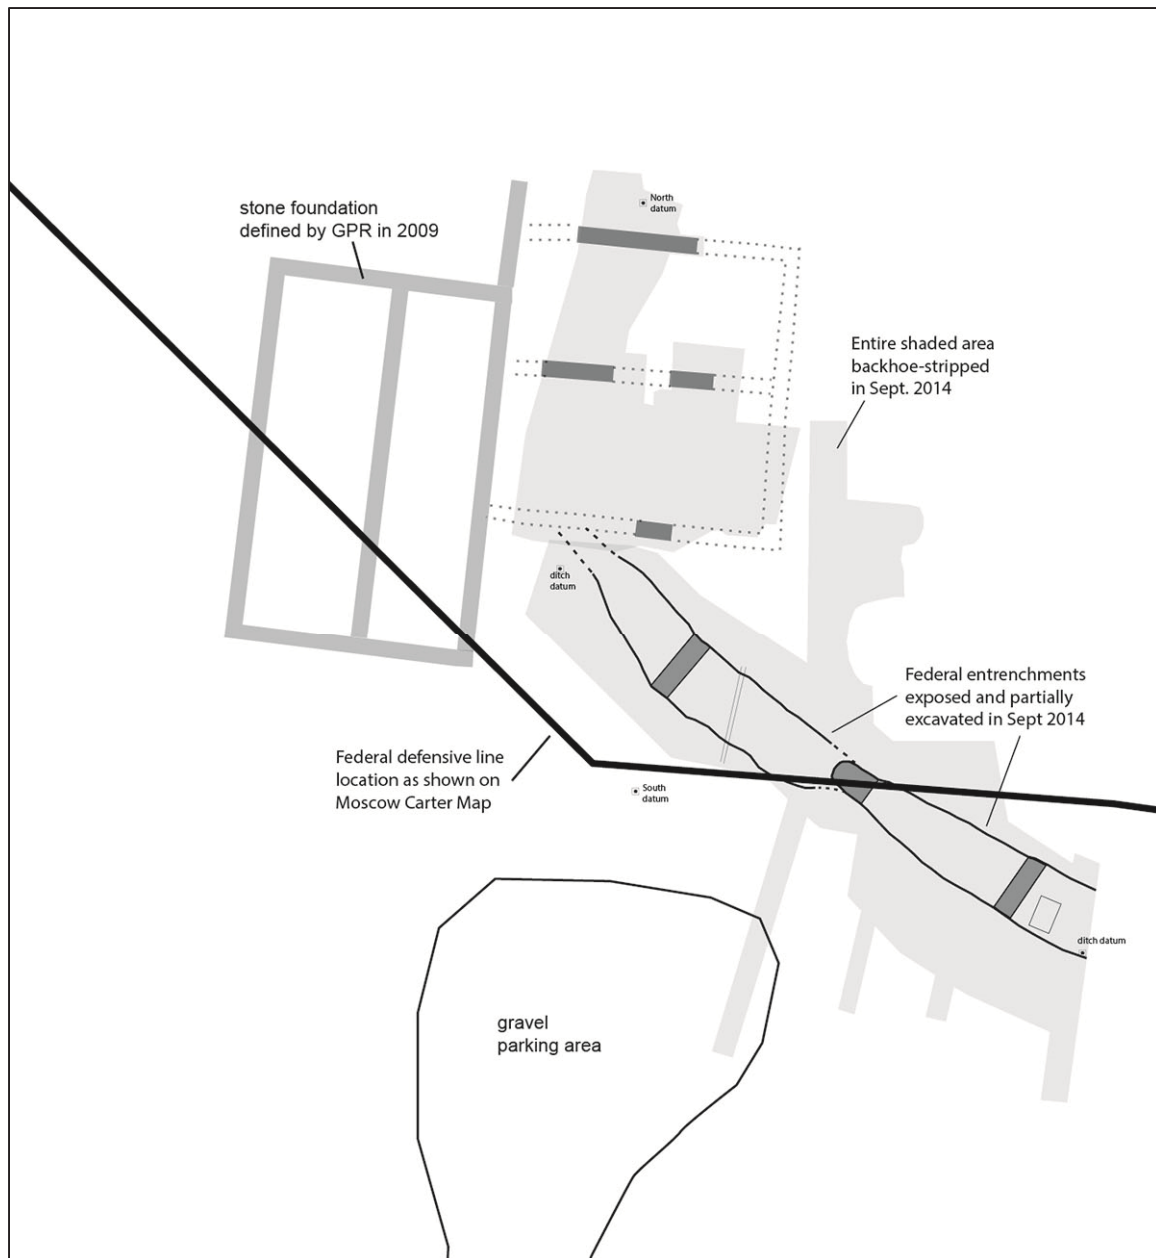 North
datum
stone foundation
defined by GPR in 2009
Entire shaded area
backhoe-stripped
in Sept. 2014
ditch
datum
Federal entrenchments
exposed and partially
excavated in Sept 2014
Federal defensive line
location as shown on
Moscow Carter Map
South
datum
ditch datum
gravel
parking area